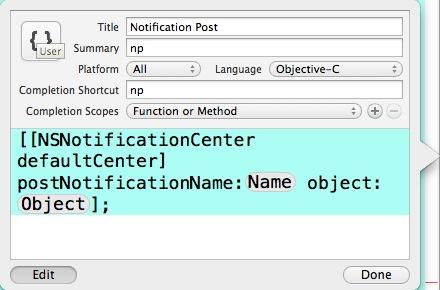 Title Notification Post
{ }
User
Summary np
Platform All Language Objective-C
Completion Shortcut np
Completion Scopes Function or Method
[[NSNotificationCenter
defaultCenter]
postNotificationName:Name object:
Object];
Edit Done